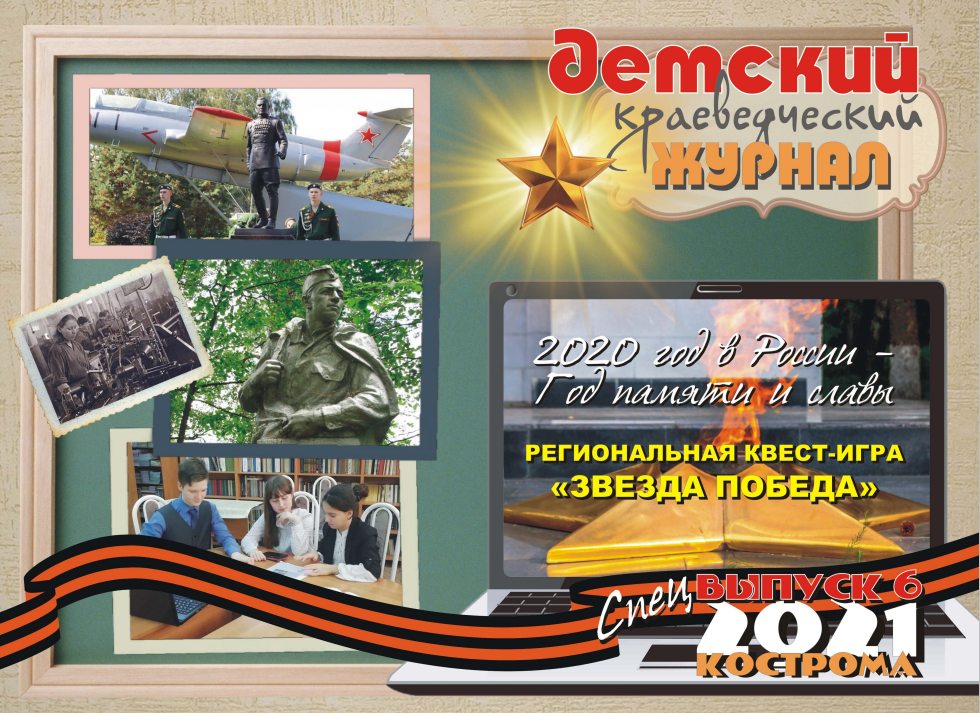 детский
краеведческий
ЖУРНАЛ
2020 год в России –
Год памяти и славы
РЕГИОНАЛЬНАЯ КВЕСТ-ИГРА
«ЗВЕЗДА ПОБЕДА»
Спец ВЫПУСК 6
2021
КОСТРОМА